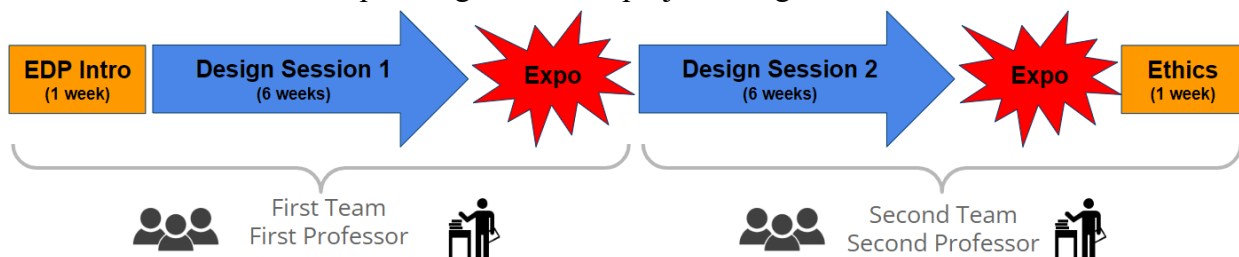 EDP Intro
(1 week)
Design Session 1
(6 weeks)
Expo
Design Session 2
(6 weeks)
Expo
Ethics
(1 week)
First Team
First Professor
Second Team
Second Professor